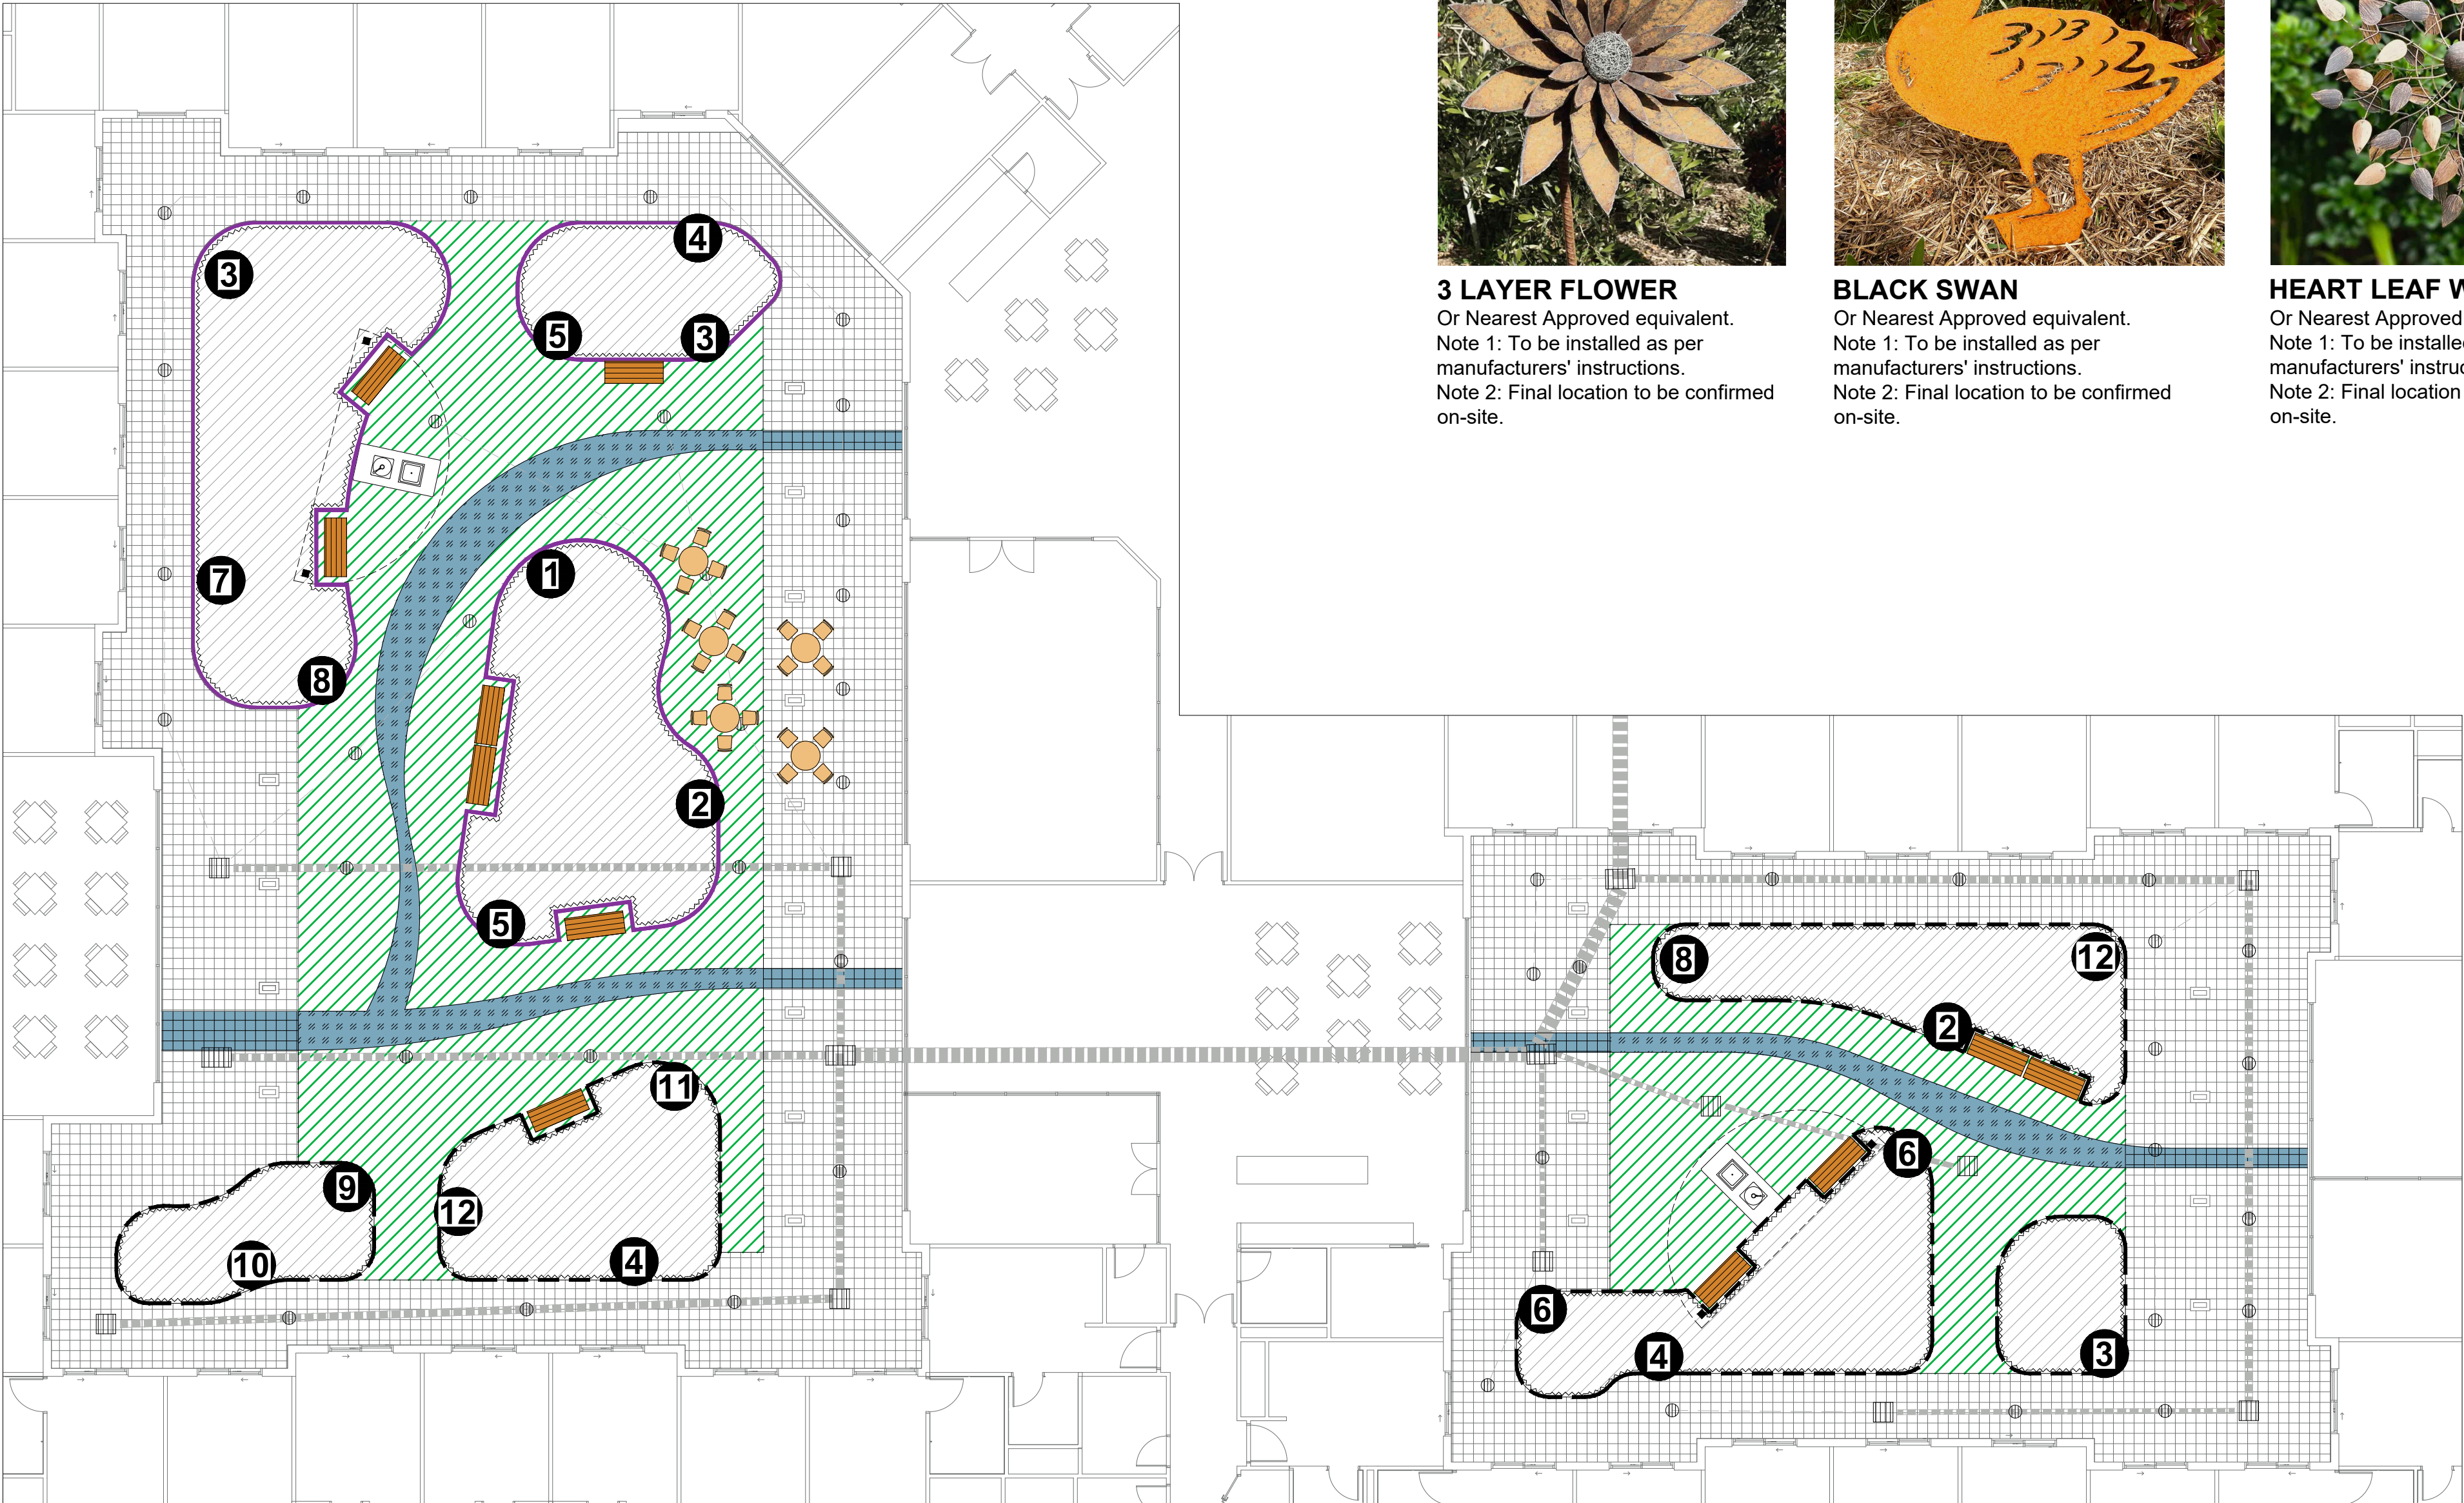 3 LAYER FLOWER
Or Nearest Approved equivalent.
Note 1: To be installed as per
manufacturers' instructions.
Note 2: Final location to be confirmed
on-site.
BLACK SWAN
Or Nearest Approved equivalent.
Note 1: To be installed as per
manufacturers' instructions.
Note 2: Final location to be confirmed
on-site.
HEART LEAF
Or Nearest Approved
Note 1: To be
manufacturers'
Note 2: Final location
on-site.
4
3
5
3
1
7
8
2
5
11
9
12
10
4
8
12
2
6
6
4
3